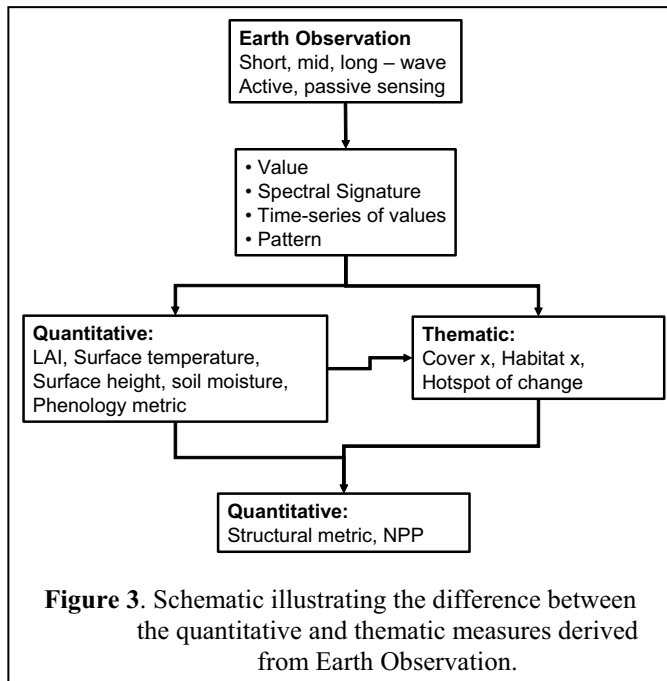 Earth Observation
Short, mid, long – wave
Active, passive sensing
• Value
• Spectral Signature
• Time-series of values
• Pattern
Quantitative:
LAI, Surface temperature,
Surface height, soil moisture,
Phenology metric
Thematic:
Cover x, Habitat x,
Hotspot of change
Quantitative:
Structural metric, NPP
Figure 3. Schematic illustrating the difference between
the quantitative and thematic measures derived
from Earth Observation.